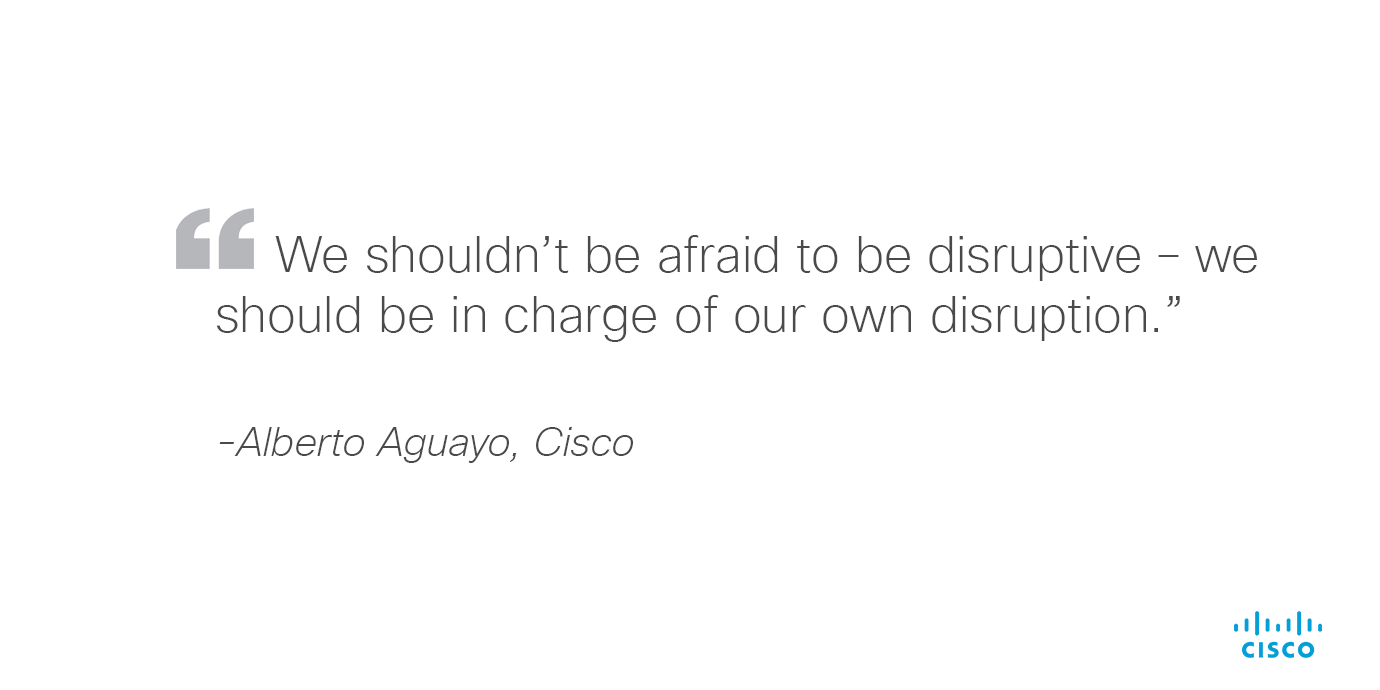 “ We shouldn’t be afraid to be disruptive – we
should be in charge of our own disruption.”
–Alberto Aguayo, Cisco
CISCO